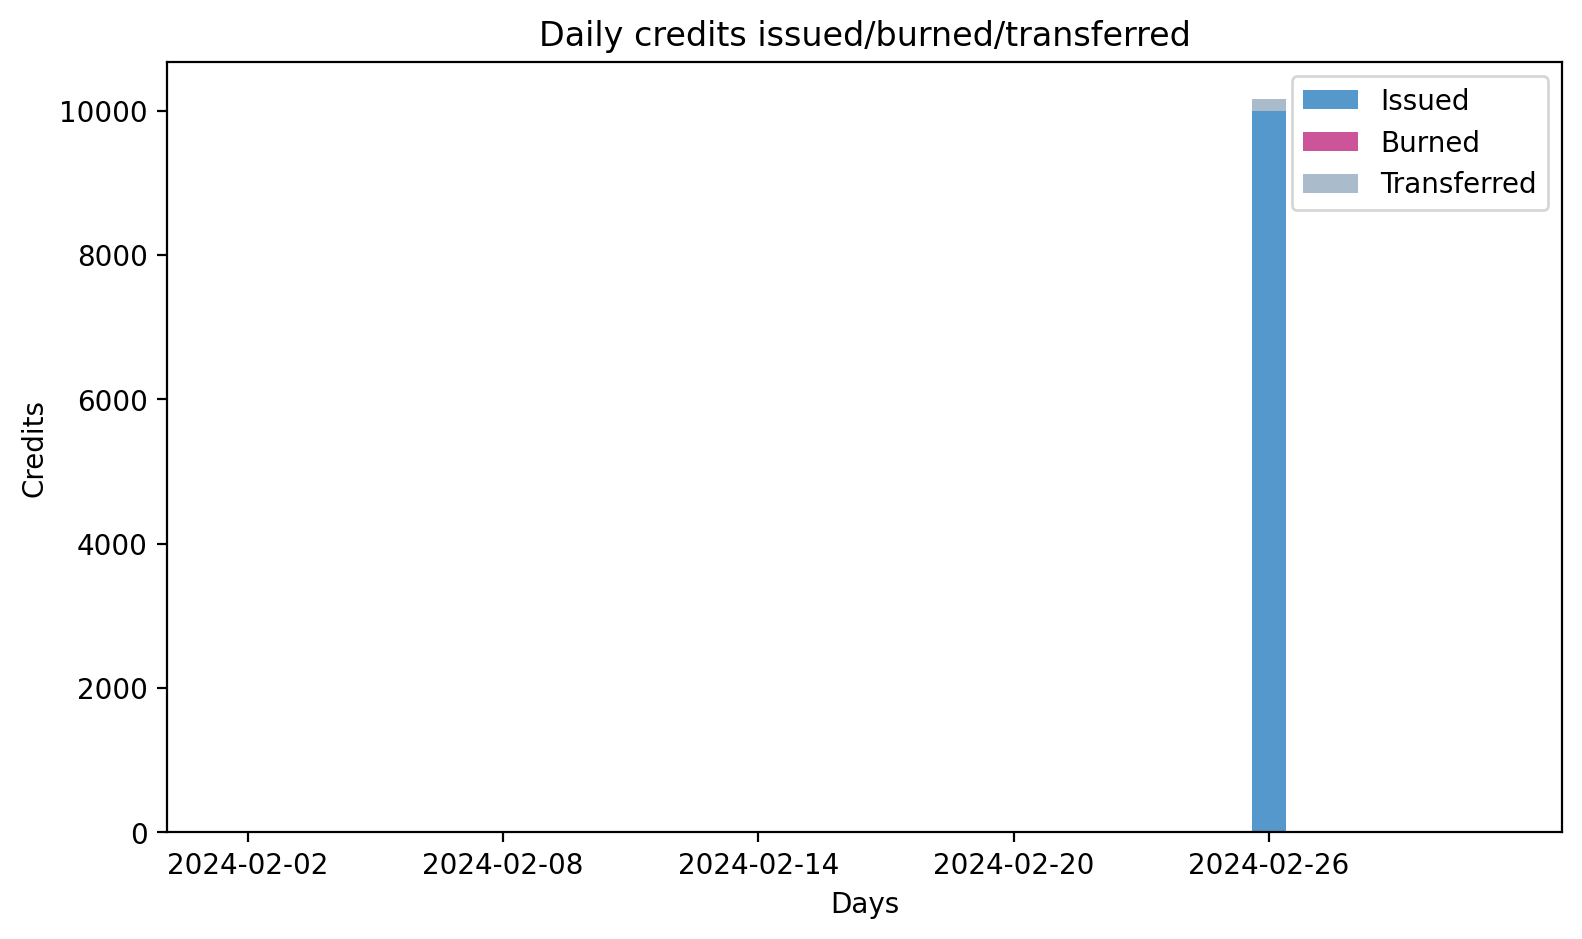 Daily credits issued/burned/transferred
10000
8000
6000
4000
2000
0
Credits
Issued
Burned
Transferred
2024-02-02
2024-02-08
2024-02-14
2024-02-20
2024-02-26
Days